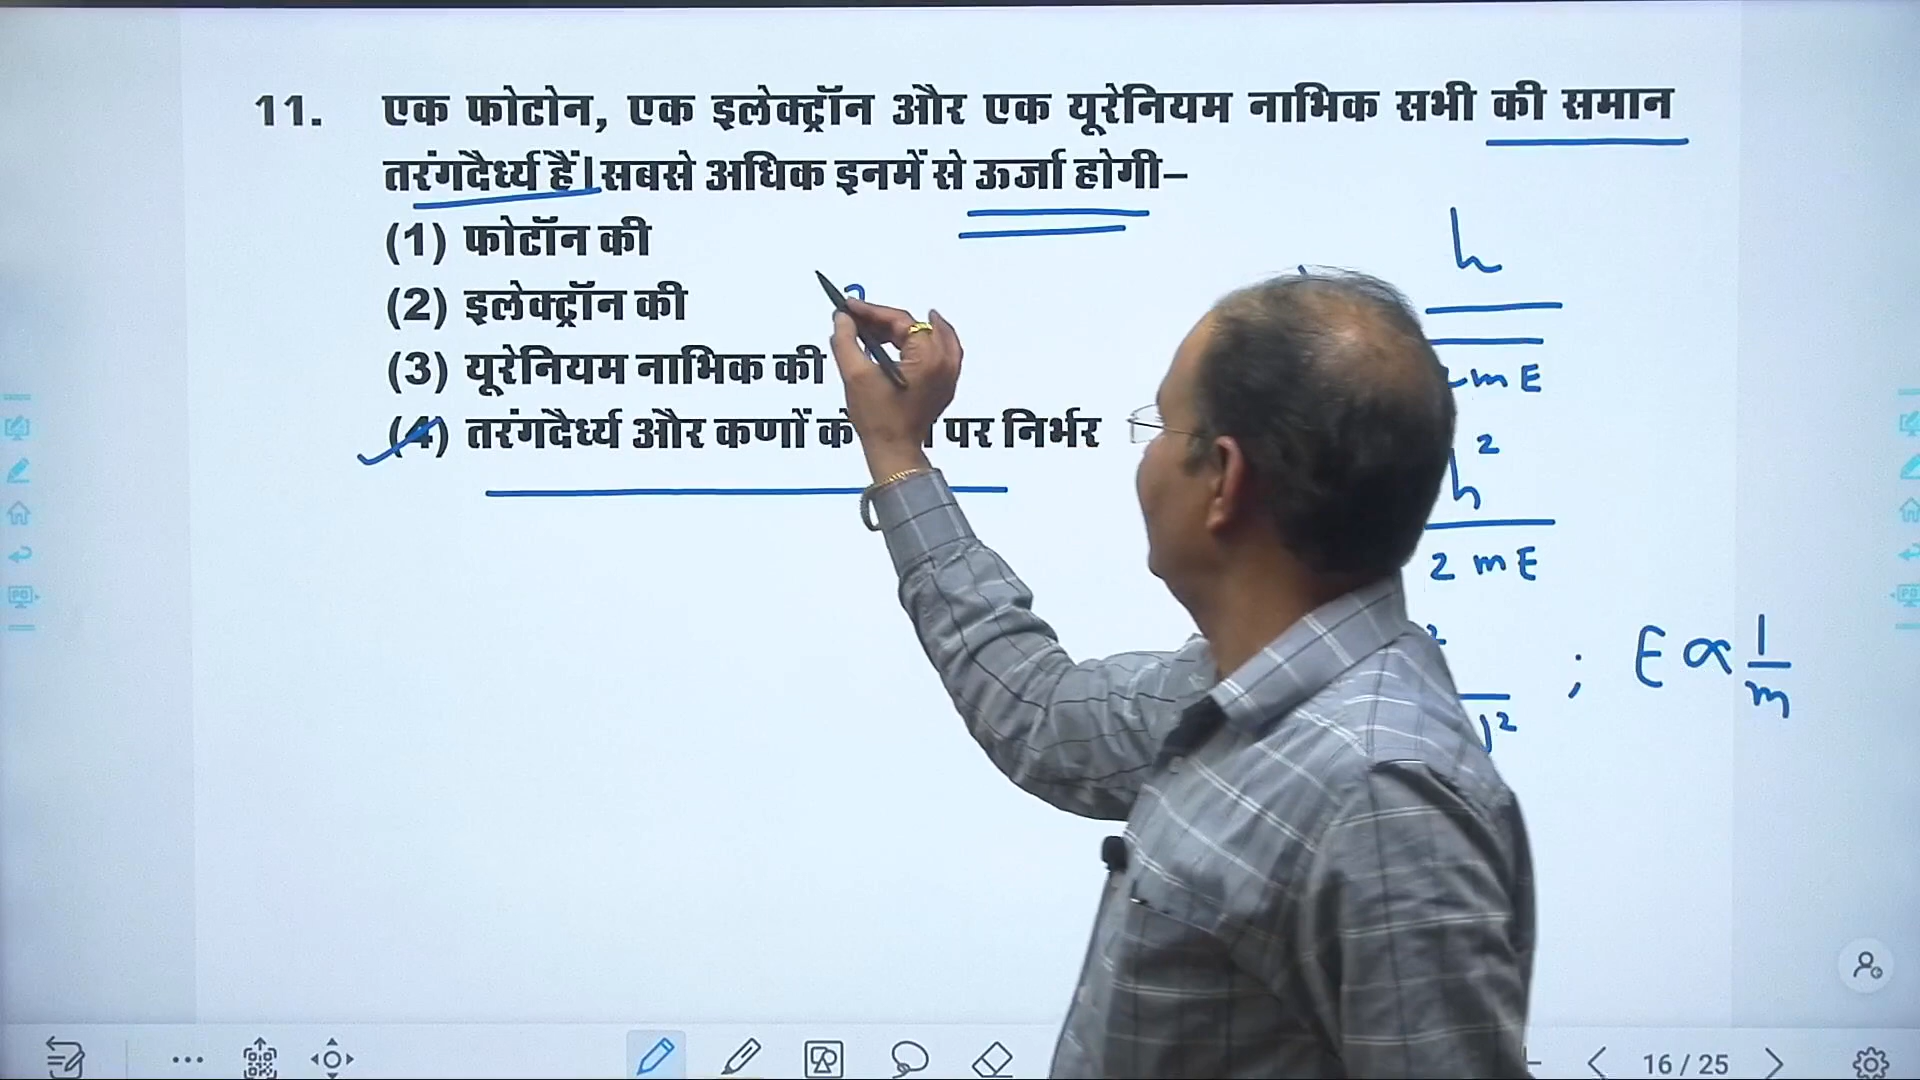 11. एक फोटोन, एक इलेक्ट्रॉन और एक यूरेनियम नाभिक सभी की समान
तरंगदैर्ध्य हैं। सबसे अधिक इनमें से ऊर्जा होगी–
(1) फोटॉन की
(2) इलेक्ट्रॉन की
(3) यूरेनियम नाभिक की
(4) तरंगदैर्ध्य और कणों पर निर्भर
h
mE
h²
2mE
2
; E ∝ 1/m
16 / 25